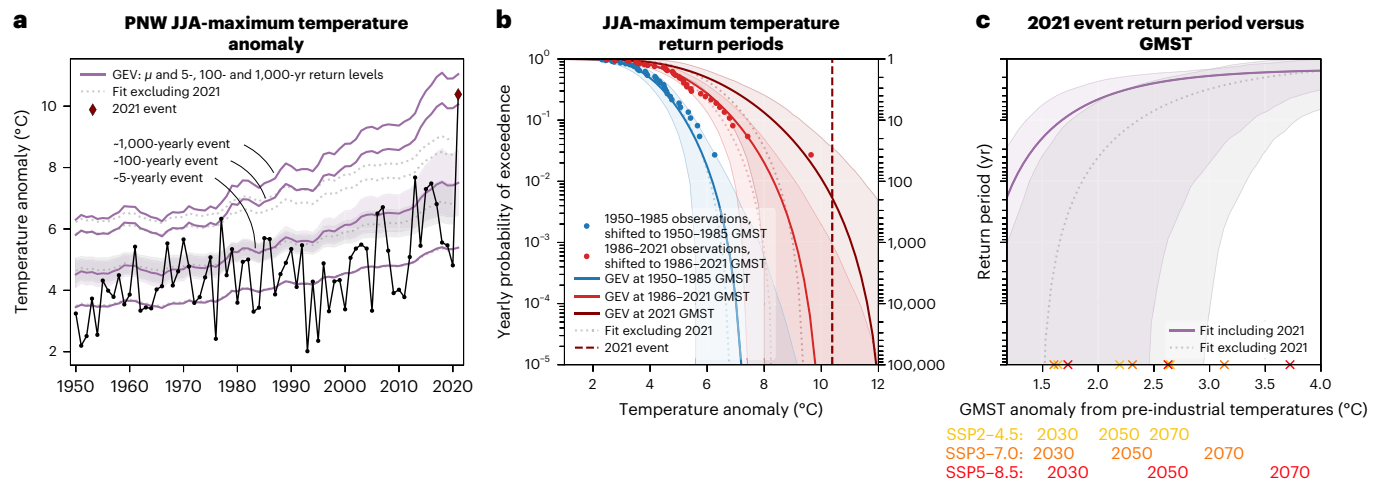 a
PNW JJA-maximum temperature
anomaly
GEV: μ and 5-, 100- and 1,000-yr return levels
Fit excluding 2021
2021 event
~1,000-yearly event
~100-yearly event
~5-yearly event
Temperature anomaly (°C)
10
8
6
4
2
1950
1960
1970
1980
1990
2000
2010
2020
b
JJA-maximum temperature
return periods
Yearly probability of exceedence
10⁰
10⁻¹
10⁻²
10⁻³
10⁻⁴
10⁻⁵
1
10
100
1,000
10,000
100,000
1950–1985 observations,
shifted to 1950–1985 GMST
1986–2021 observations,
shifted to 1986–2021 GMST
GEV at 1950–1985 GMST
GEV at 1986–2021 GMST
GEV at 2021 GMST
Fit excluding 2021
2021 event
2
4
6
8
10
12
Temperature anomaly (°C)
c
2021 event return period versus
GMST
Return period (yr)
Fit including 2021
Fit excluding 2021
1.5
2.0
2.5
3.0
3.5
4.0
GMST anomaly from pre-industrial temperatures (°C)
SSP2–4.5: 2030 2050 2070
SSP3–7.0: 2030 2050 2070
SSP5–8.5: 2030 2050 2070